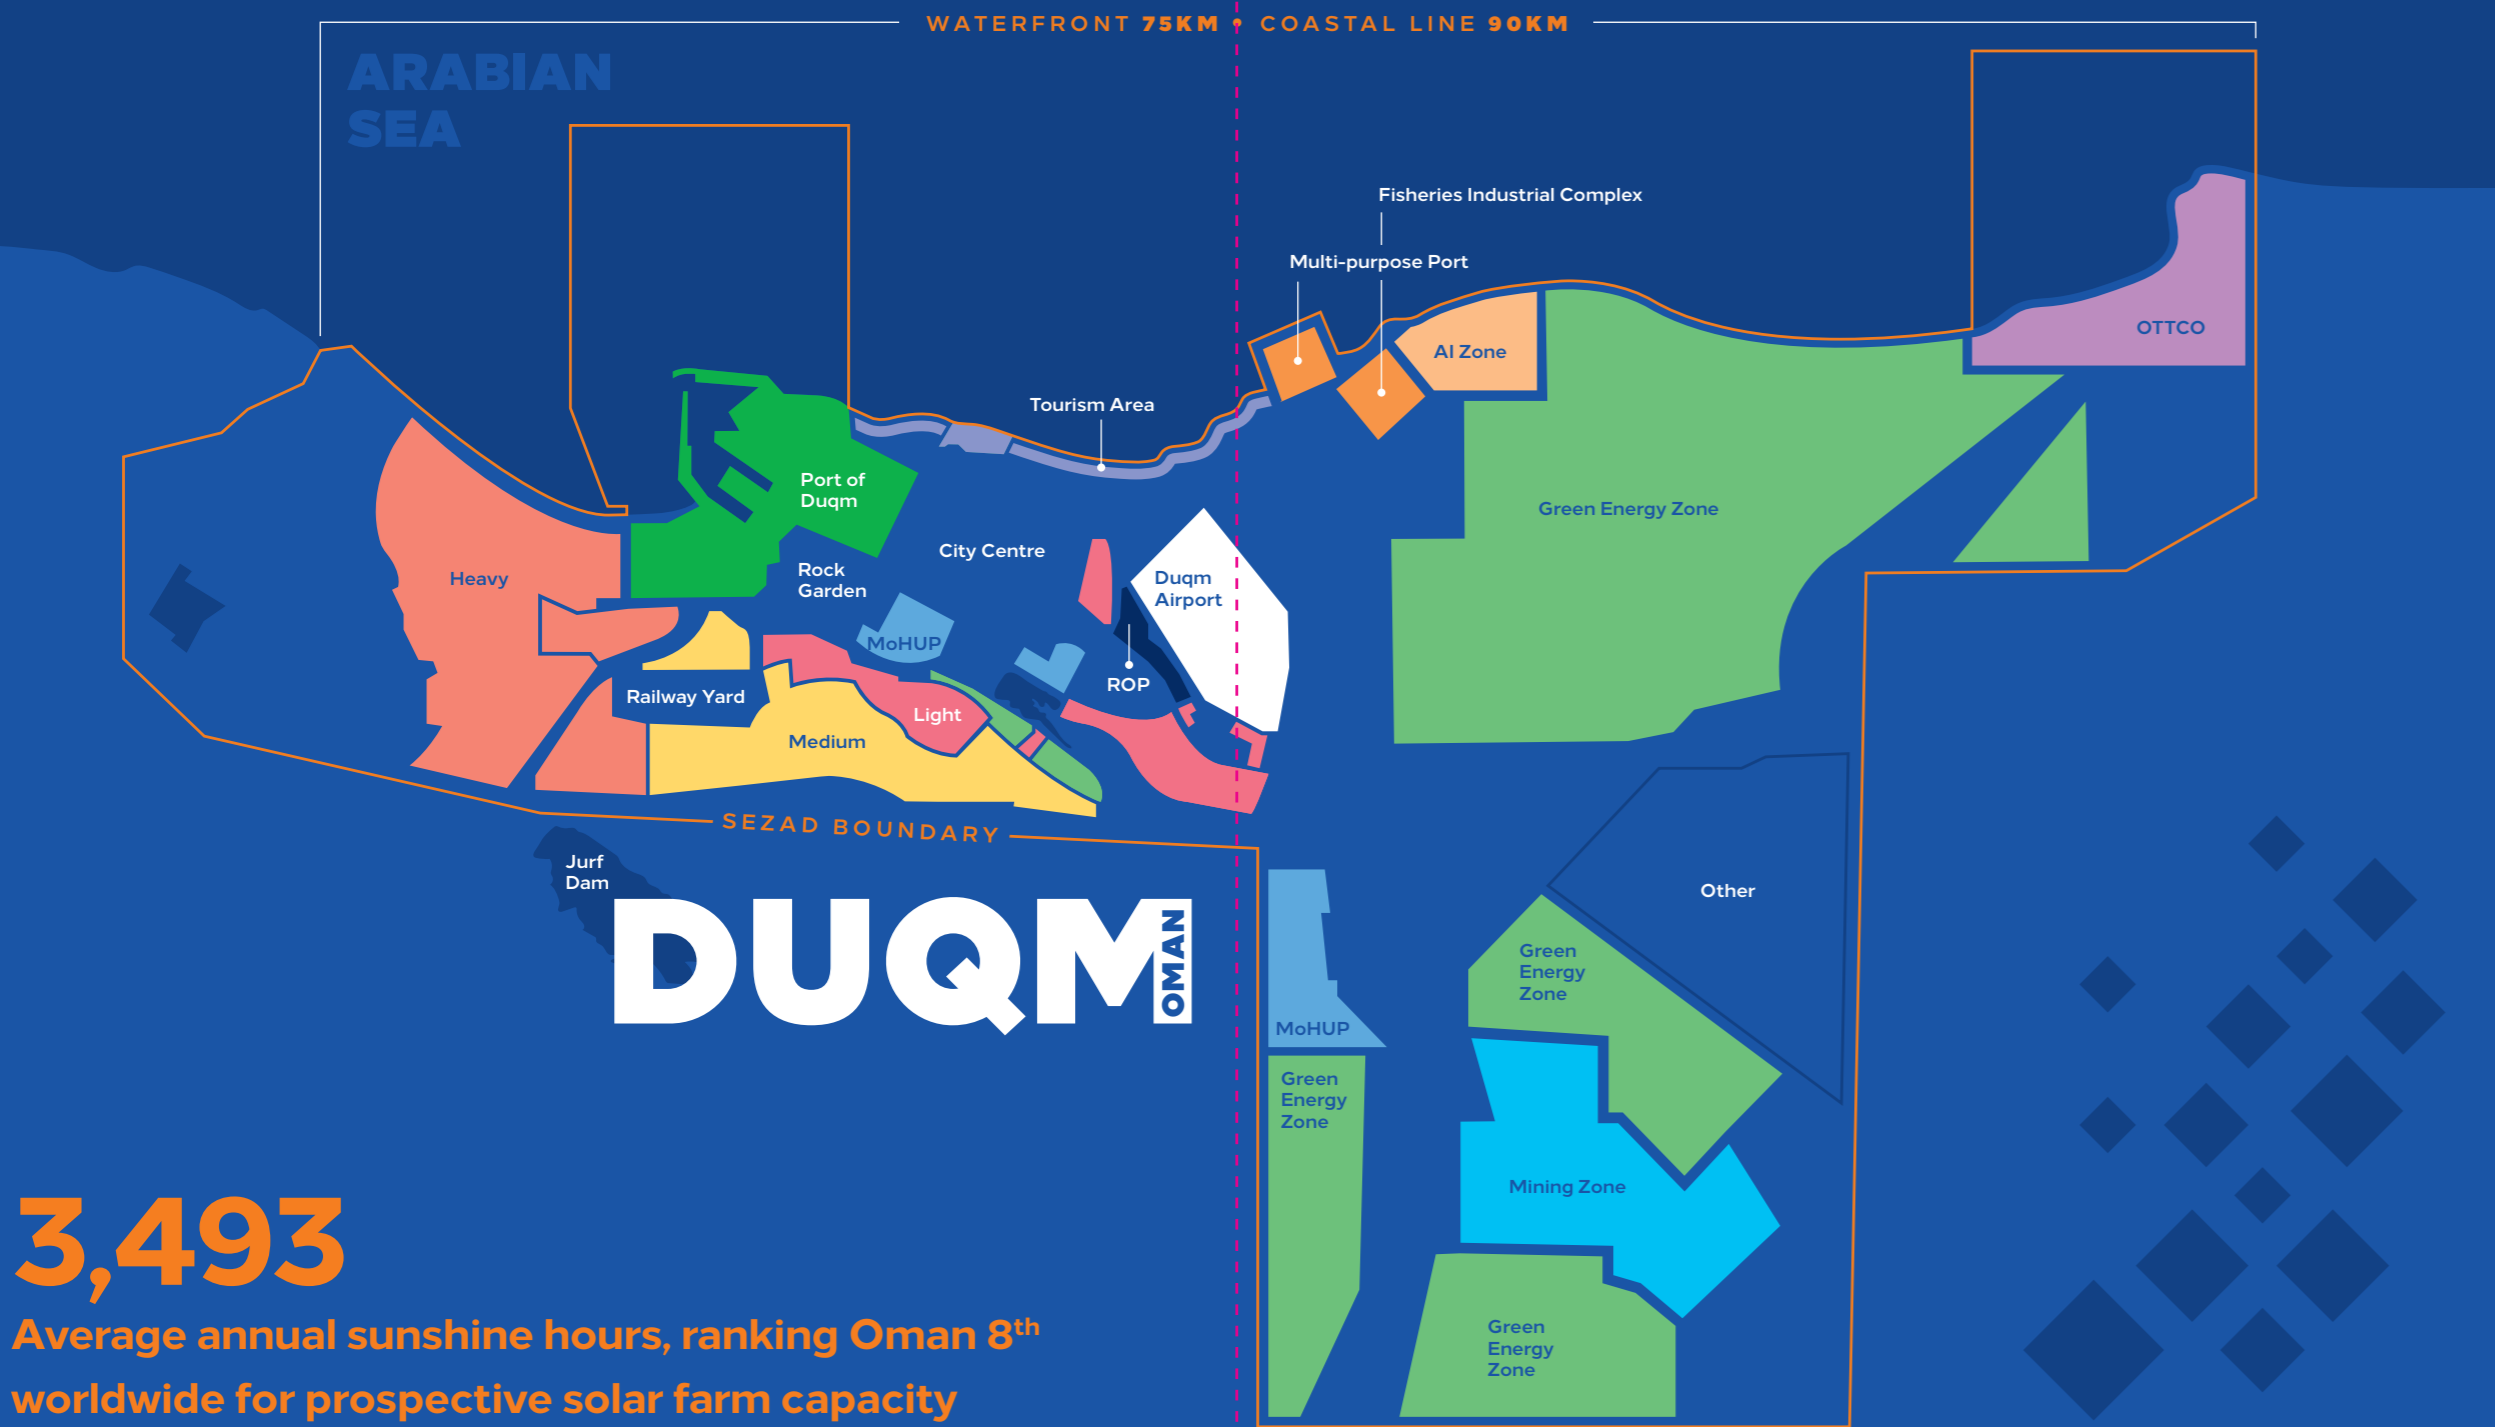 WATERFRONT 75KM • COASTAL LINE 90KM
ARABIAN
SEA
Fisheries Industrial Complex
Multi-purpose Port
OTTCO
AI Zone
Tourism Area
Port of
Duqm
Green Energy Zone
City Centre
Rock
Garden
Heavy
Duqm
Airport
MoHUP
ROP
Railway Yard
Light
Medium
SEZAD BOUNDARY
Jurf
Dam
DUQM
OMAN
Other
Green
Energy
Zone
MoHUP
Green
Energy
Zone
Mining Zone
Green
Energy
Zone
3,493
Average annual sunshine hours, ranking Oman 8th
worldwide for prospective solar farm capacity